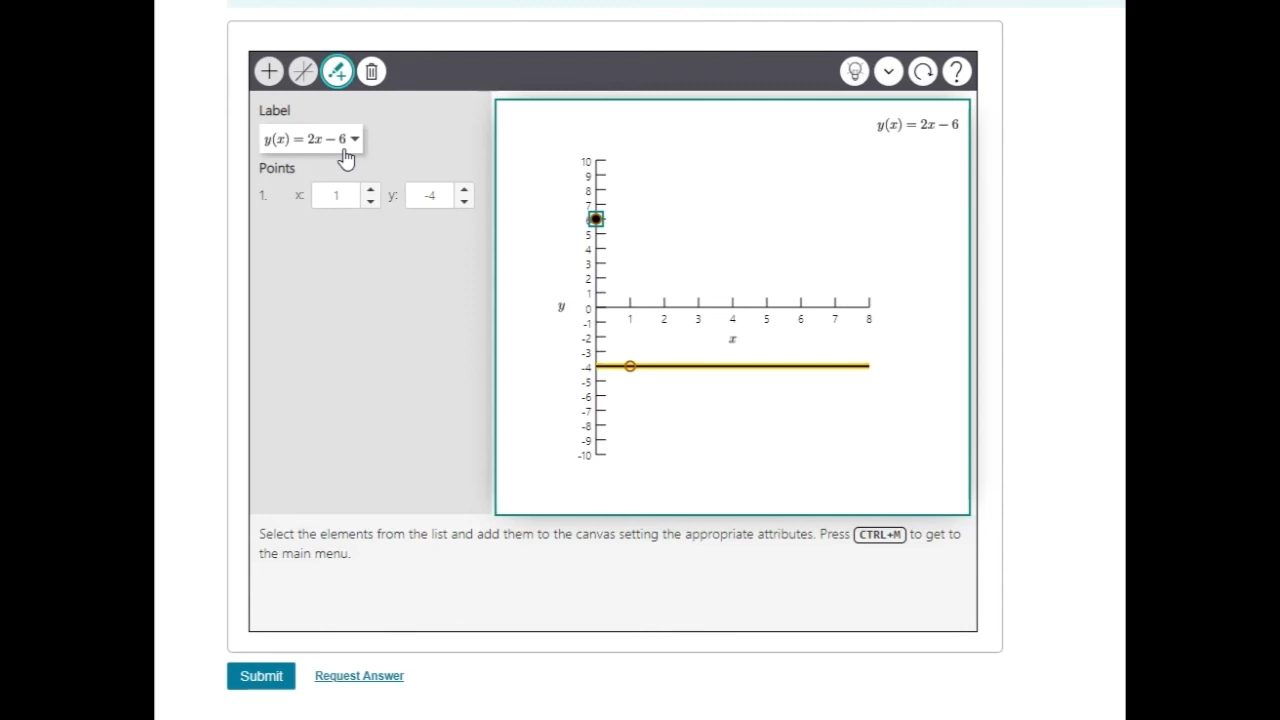 Label
y(x) = 2x − 6
Points
1. x: 1 y: -4
y(x) = 2x − 6
10
9
8
7
5
4
3
2
1
y
0
1 2 3 4 5 6 7 8
-1
x
-2
-3
-4
-5
-6
-7
-8
-9
-10
Select the elements from the list and add them to the canvas setting the appropriate attributes. Press CTRL+M to get to
the main menu.
Submit Request Answer